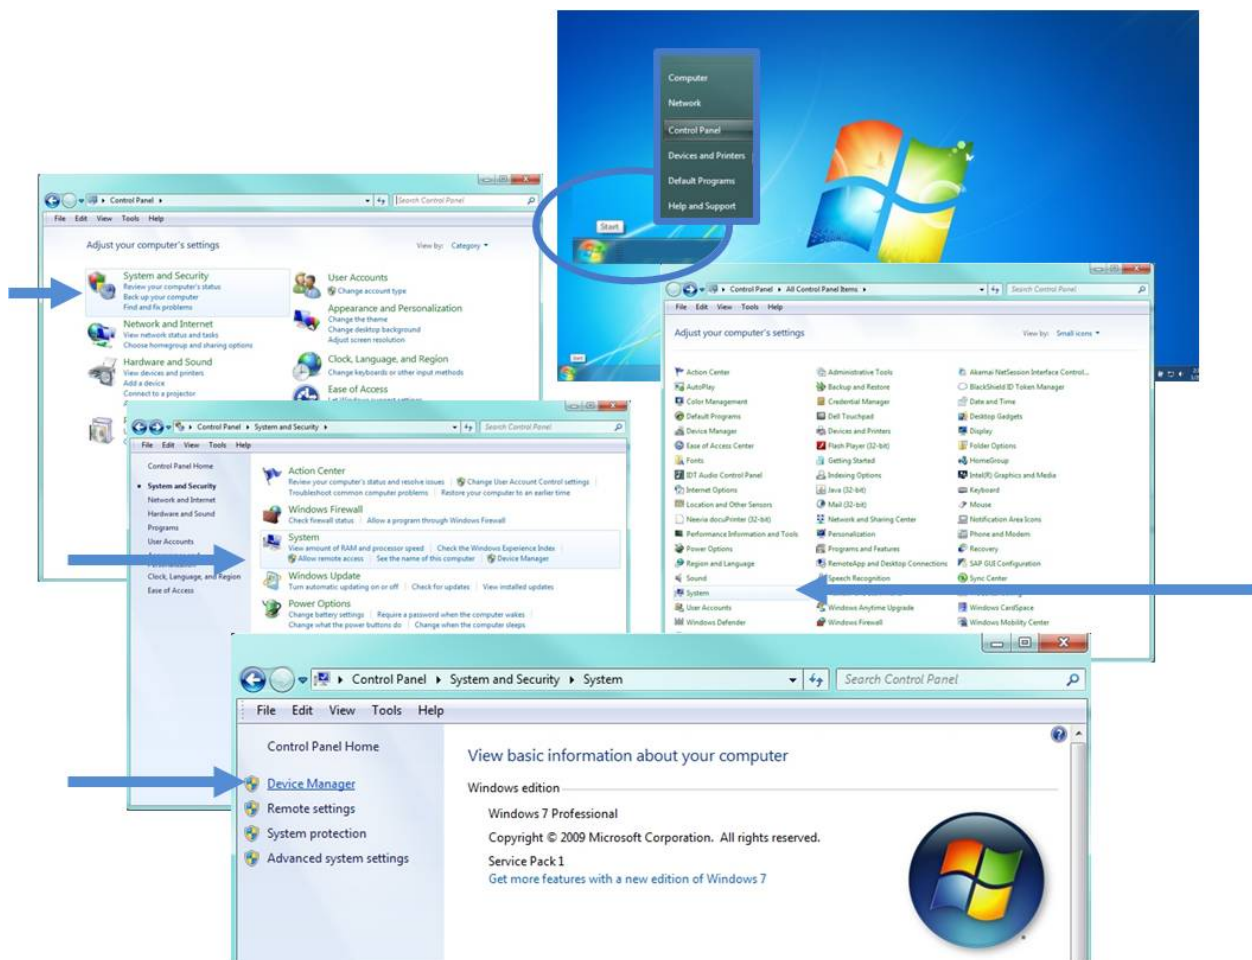 Computer
Network
Control Panel
Devices and Printers
Default Programs
Help and Support
Start
Start
Control Panel
Search Control Panel
File Edit View Tools Help
Adjust your computer's settings
View by: Category
System and Security
Review your computer's status
Back up your computer
Find and fix problems
Network and Internet
View network status and tasks
Choose homegroup and sharing options
Hardware and Sound
View devices and printers
Add a device
Connect to a projector
User Accounts
Change account type
Appearance and Personalization
Change the theme
Change desktop background
Adjust screen resolution
Clock, Language, and Region
Change keyboards or other input methods
Ease of Access
Control Panel All Control Panel Items
Search Control Panel
File Edit View Tools Help
Adjust your computer's settings
View by: Small icons
Action Center Administrative Tools Akamai NetSession Interface Control...
AutoPlay Backup and Restore BlackShield ID Token Manager
Color Management Credential Manager Date and Time
Default Programs Dell Touchpad Desktop Gadgets
Device Manager Devices and Printers Display
Ease of Access Center Flash Player (32-bit) Folder Options
Fonts Getting Started HomeGroup
IDT Audio Control Panel Indexing Options Intel(R) Graphics and Media
Internet Options Java (32-bit) Keyboard
Location and Other Sensors Mail (32-bit) Mouse
Neevia docuPrinter (32-bit) Network and Sharing Center Notification Area Icons
Performance Information and Tools Personalization Phone and Modem
Power Options Programs and Features Recovery
Region and Language RemoteApp and Desktop Connections SAP GUI Configuration
Sound Speech Recognition Sync Center
System
User Accounts Windows Anytime Upgrade Windows CardSpace
Windows Defender Windows Firewall Windows Mobility Center
Control Panel System and Security
Search Control Panel
File Edit View Tools Help
Control Panel Home
System and Security
Network and Internet
Hardware and Sound
Programs
User Accounts
Clock, Language, and Region
Ease of Access
Action Center
Review your computer's status and resolve issues Change User Account Control settings
Troubleshoot common computer problems Restore your computer to an earlier time
Windows Firewall
Check firewall status Allow a program through Windows Firewall
System
View amount of RAM and processor speed Check the Windows Experience Index
Allow remote access See the name of this computer Device Manager
Windows Update
Turn automatic updating on or off Check for updates View installed updates
Power Options
Change battery settings Require a password when the computer wakes
Change what the power buttons do Change when the computer sleeps
Control Panel System and Security System
Search Control Panel
File Edit View Tools Help
Control Panel Home
Device Manager
Remote settings
System protection
Advanced system settings
View basic information about your computer
Windows edition
Windows 7 Professional
Copyright © 2009 Microsoft Corporation. All rights reserved.
Service Pack 1
Get more features with a new edition of Windows 7